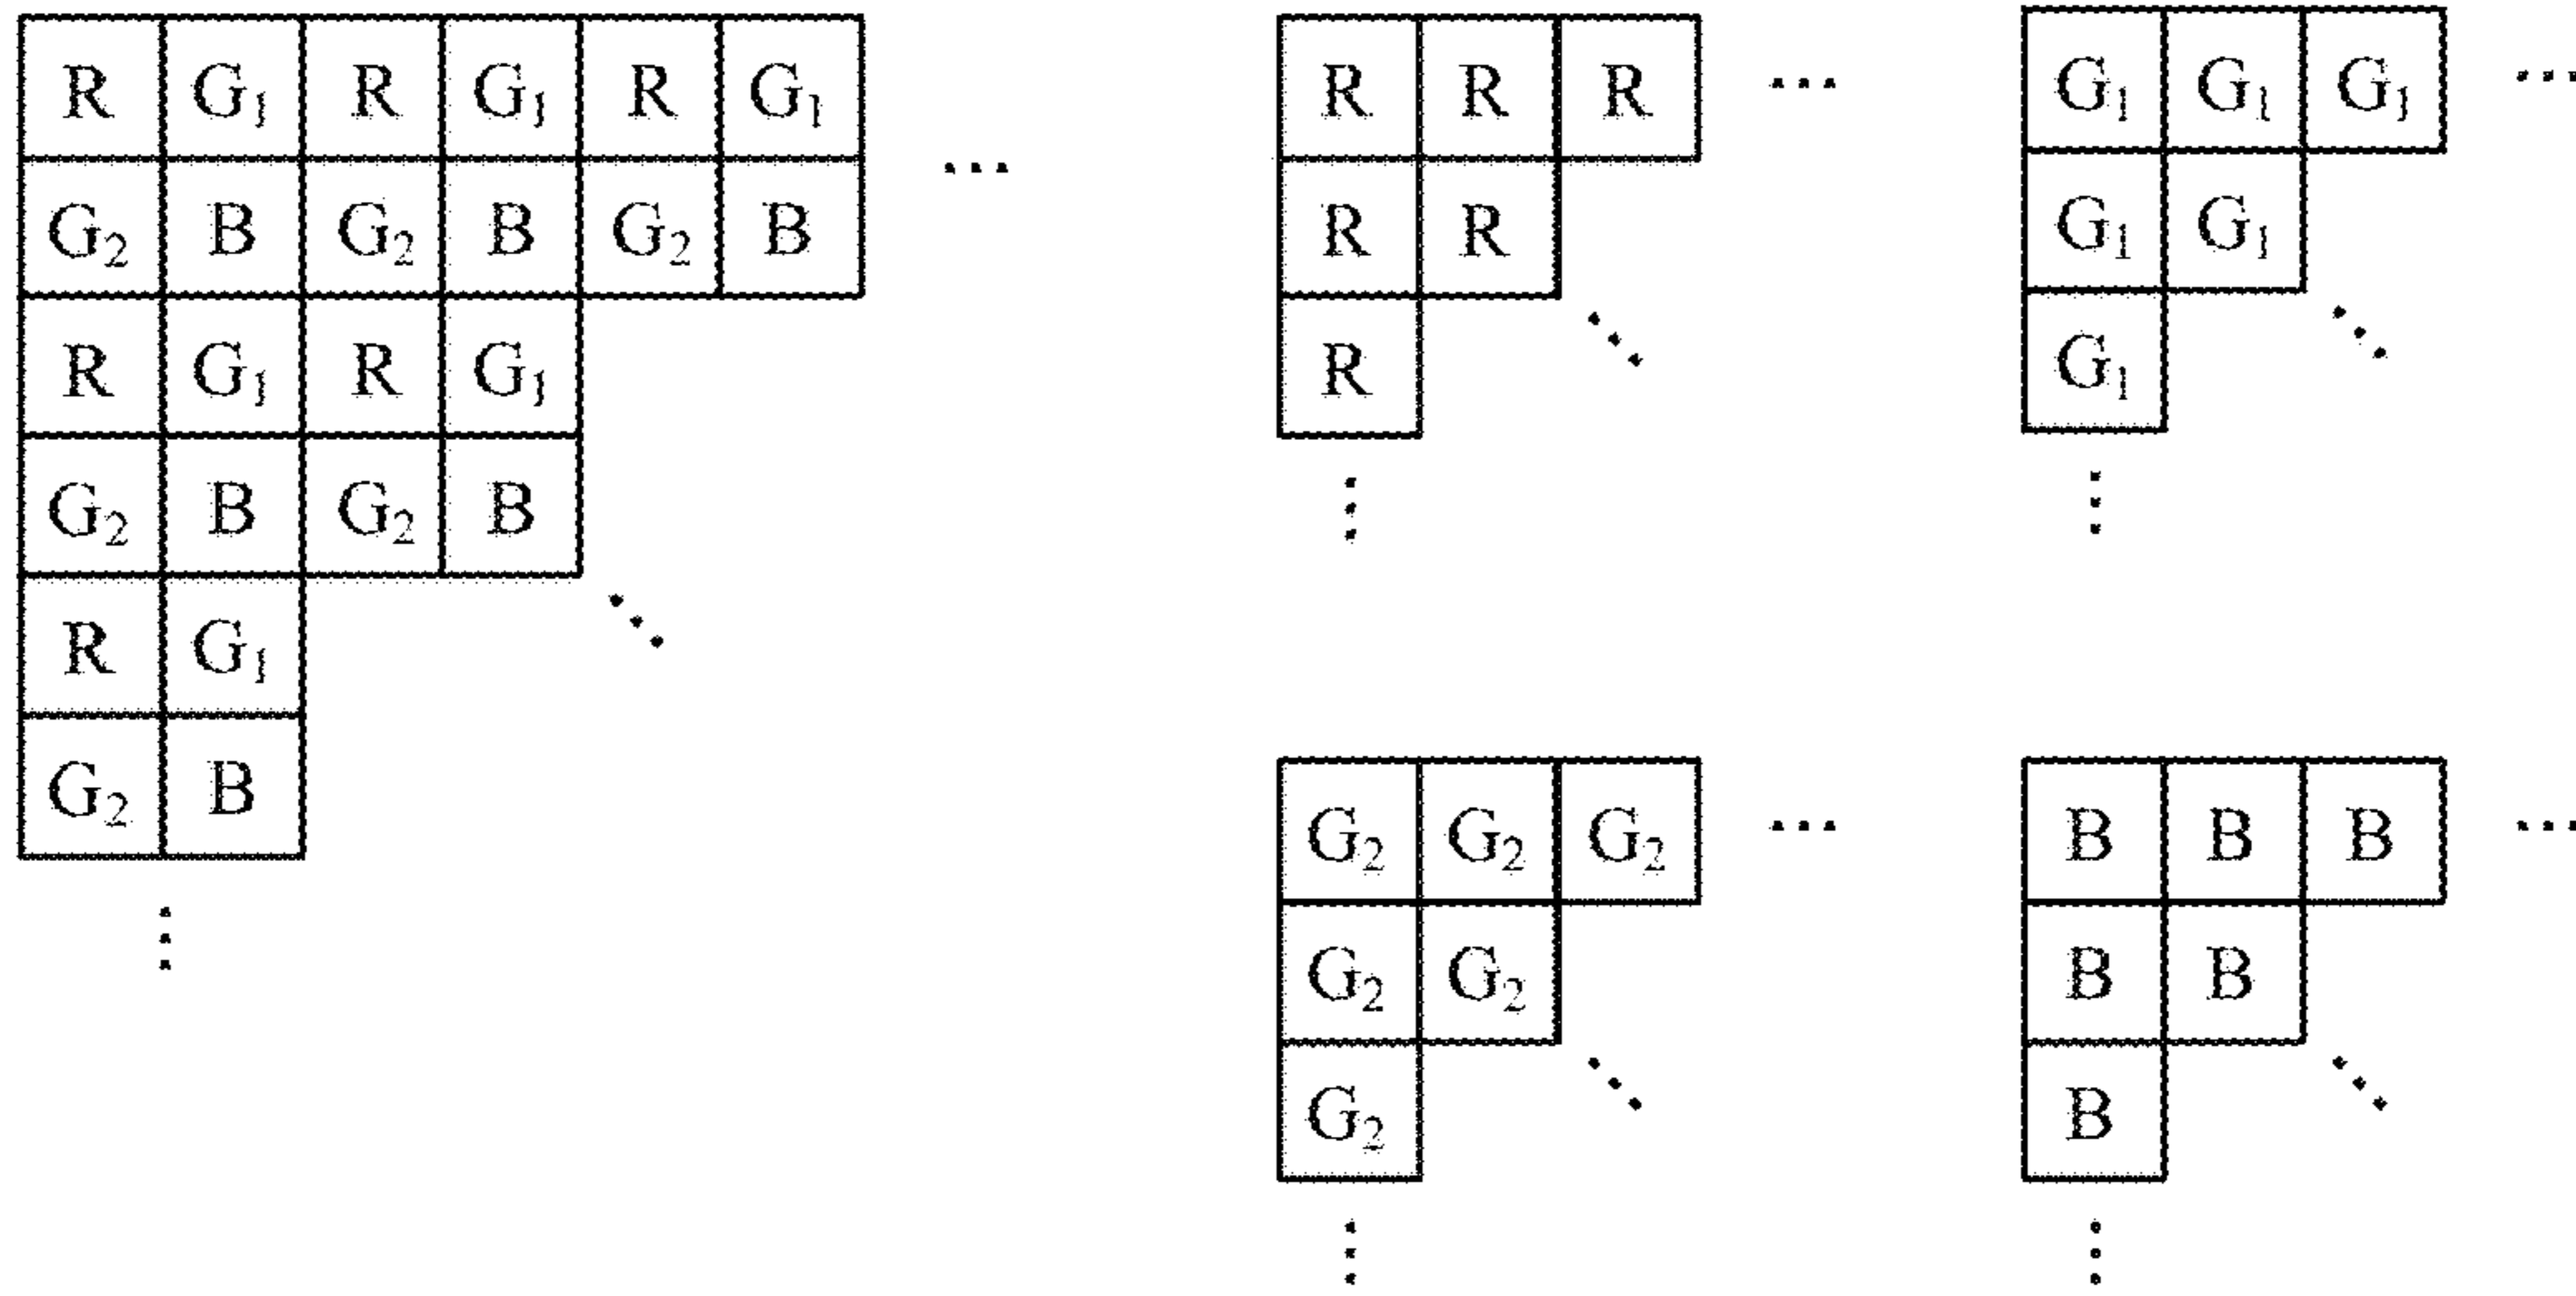 R G₁ R G₁ R G₁
G₂ B G₂ B G₂ B ...
R G₁ R G₁
G₂ B G₂ B
R G₁
G₂ B
R R R ...
R R
R
G₁ G₁ G₁ ...
G₁ G₁
G₁
G₂ G₂ G₂ ...
G₂ G₂
G₂
B B B ...
B B
B